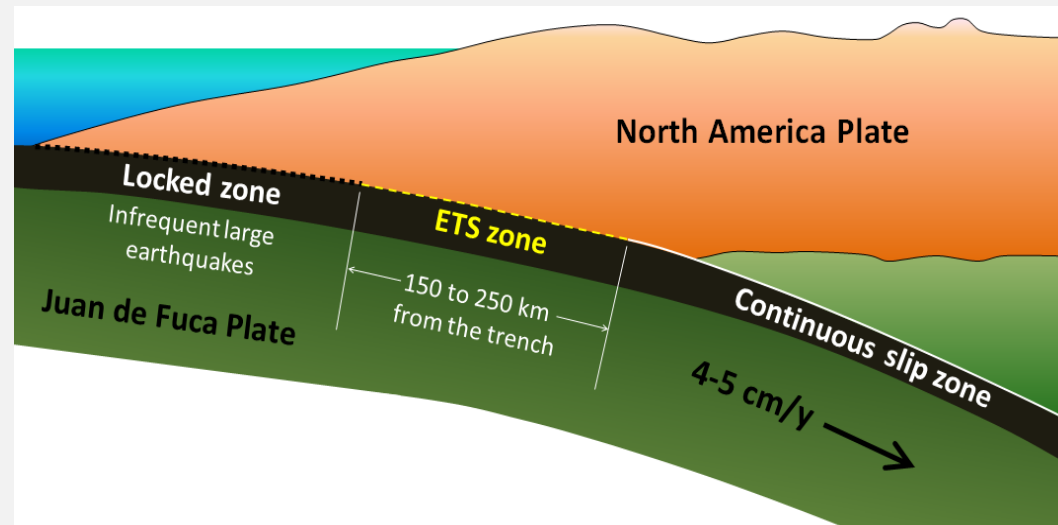 North America Plate
Locked zone
Infrequent large
earthquakes
ETS zone
150 to 250 km
from the trench
Juan de Fuca Plate
Continuous slip zone
4-5 cm/y